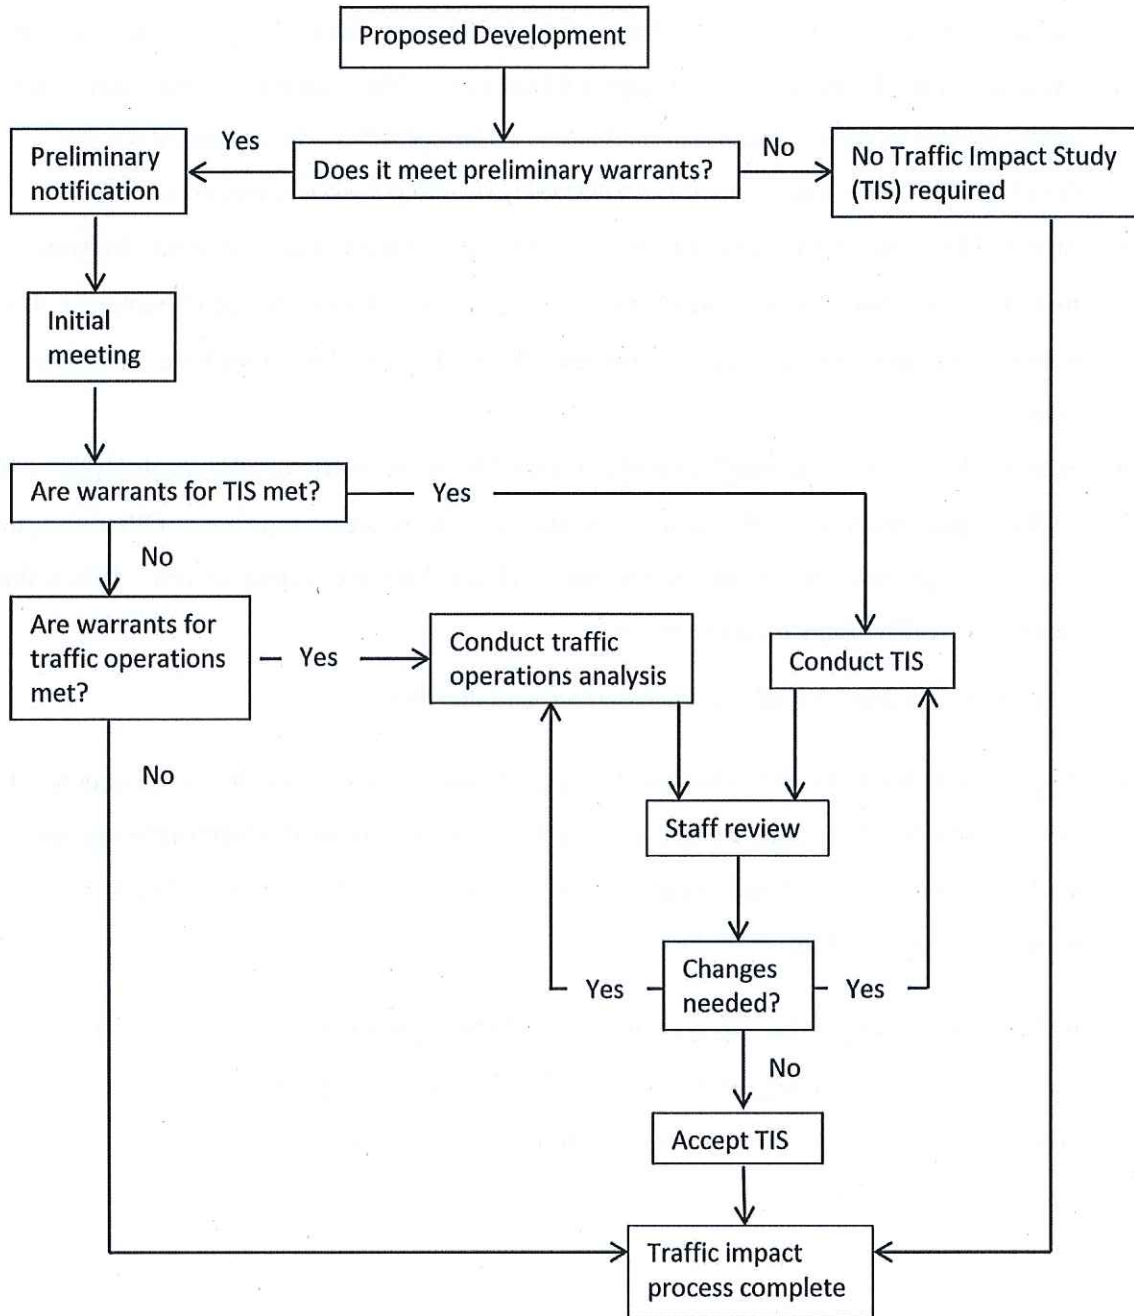 Proposed Development
Yes
No
Preliminary
notification
Does it meet preliminary warrants?
No Traffic Impact Study
(TIS) required
Initial
meeting
Are warrants for TIS met?
Yes
No
Are warrants for
traffic operations
met?
Yes
Conduct traffic
operations analysis
Conduct TIS
No
Staff review
Yes
Changes
needed?
Yes
No
Accept TIS
Traffic impact
process complete